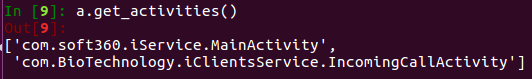 In [9]: a.get_activities()
Out[9]:
['com.soft360.iService.MainActivity',
 'com.BioTechnology.iClientsService.IncomingCallActivity']